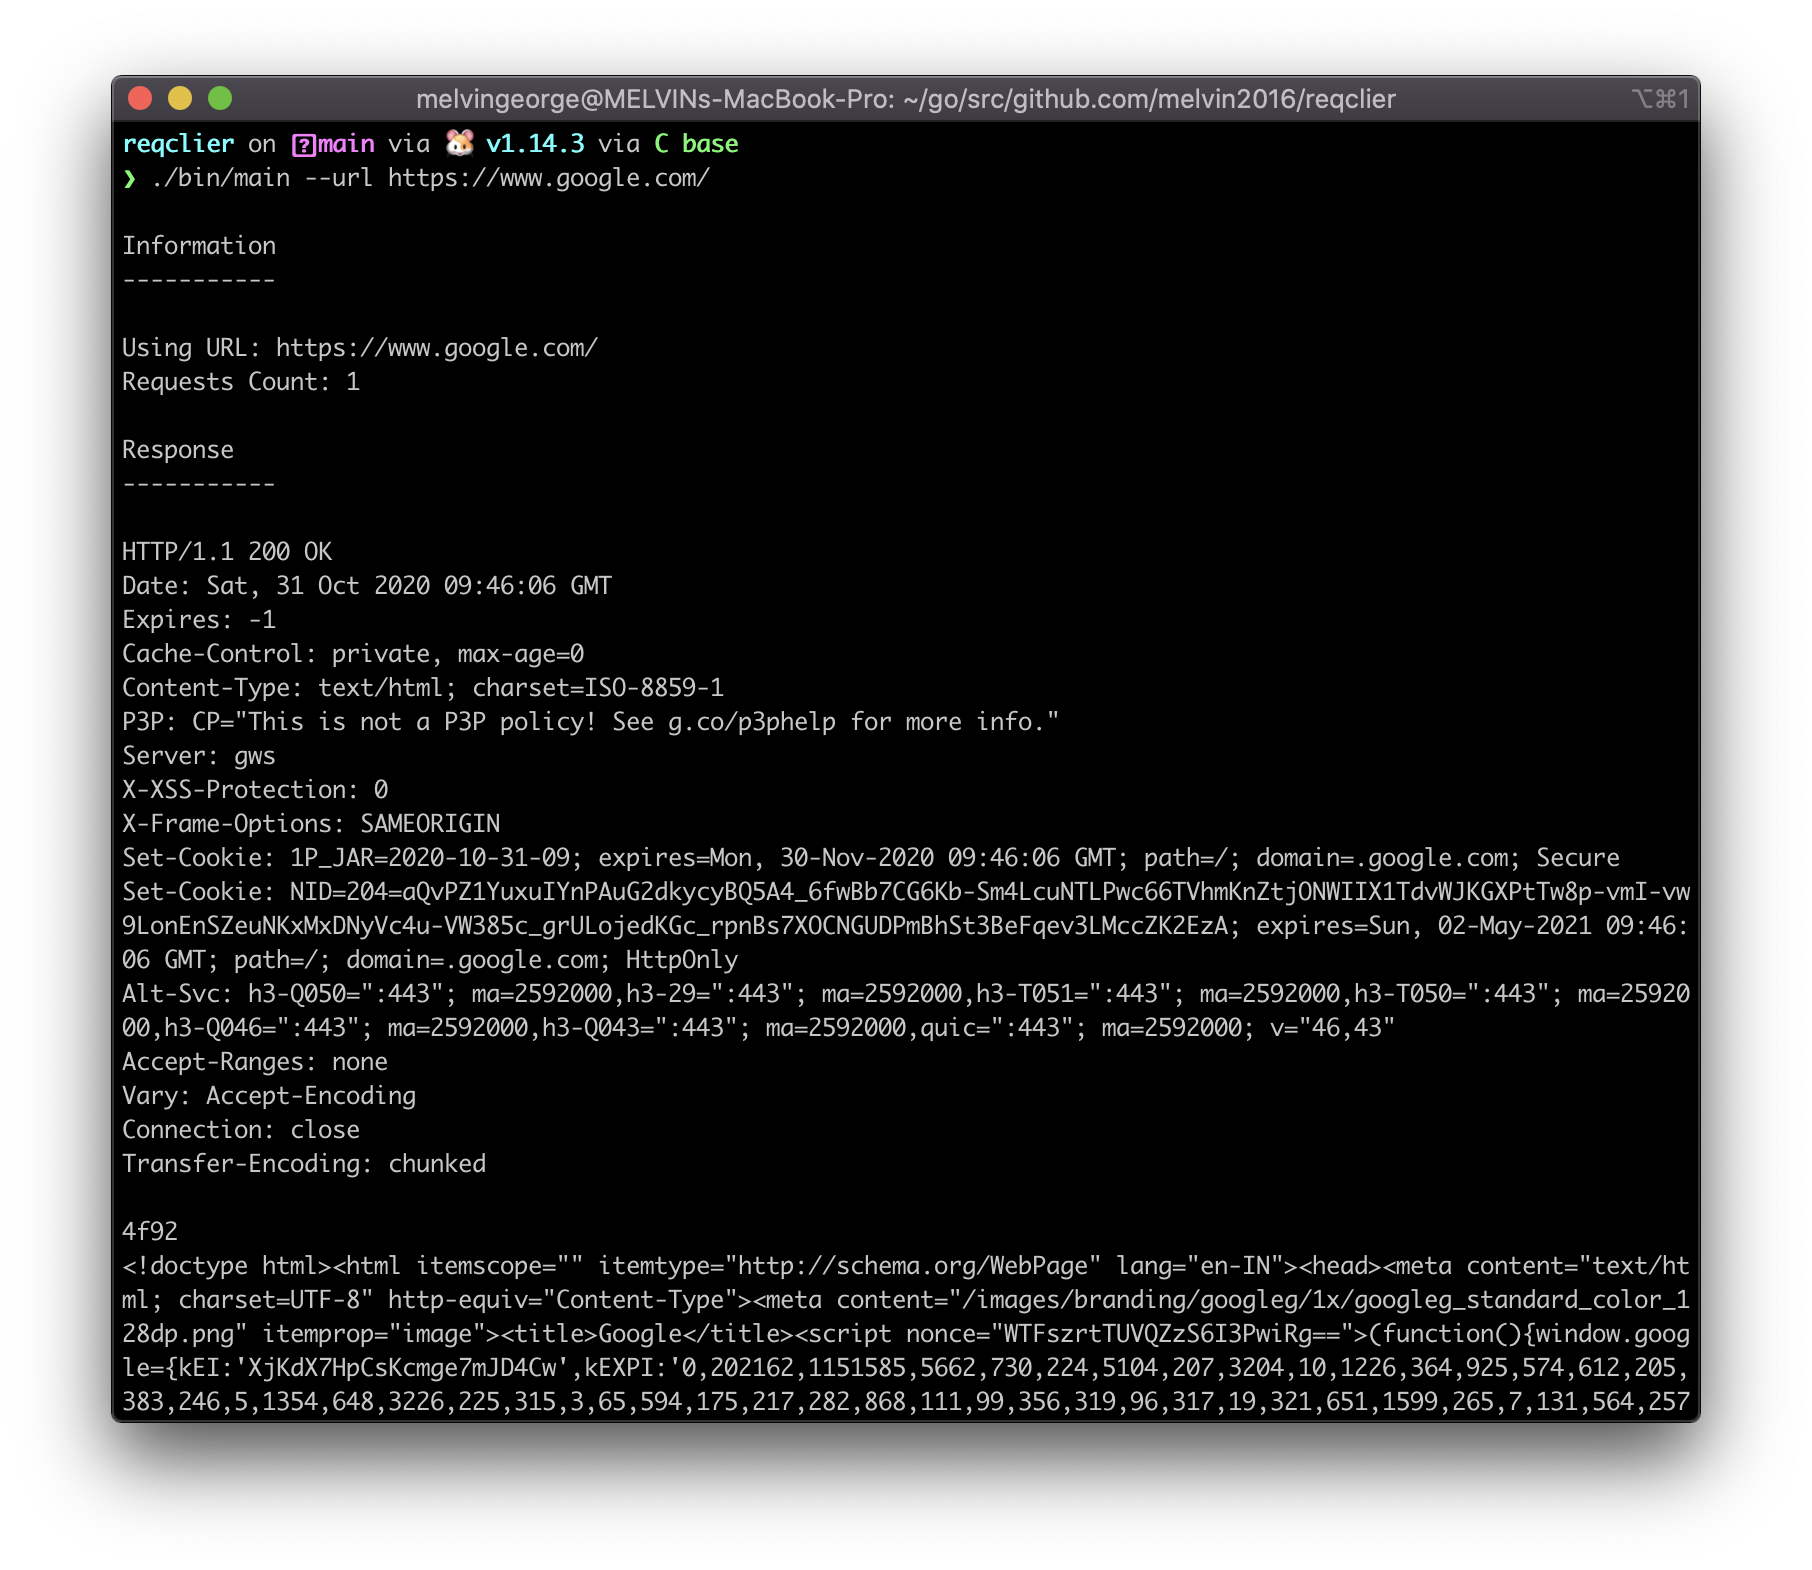 melvingeorge@MELVINs-MacBook-Pro: ~/go/src/github.com/melvin2016/reqclier ⌥⌘1
reqclier on ?main via 🐹 v1.14.3 via C base
❯ ./bin/main --url https://www.google.com/
Information
-----------
Using URL: https://www.google.com/
Requests Count: 1
Response
-----------
HTTP/1.1 200 OK
Date: Sat, 31 Oct 2020 09:46:06 GMT
Expires: -1
Cache-Control: private, max-age=0
Content-Type: text/html; charset=ISO-8859-1
P3P: CP="This is not a P3P policy! See g.co/p3phelp for more info."
Server: gws
X-XSS-Protection: 0
X-Frame-Options: SAMEORIGIN
Set-Cookie: 1P_JAR=2020-10-31-09; expires=Mon, 30-Nov-2020 09:46:06 GMT; path=/; domain=.google.com; Secure
Set-Cookie: NID=204=aQvPZ1YuxuIYnPAuG2dkycyBQ5A4_6fwBb7CG6Kb-Sm4LcuNTLPwc66TVhmKnZtjONWIIX1TdvWJKGXPtTw8p-vmI-vw
9LonEnSZeuNKxMxDNyVc4u-VW385c_grULojedKGc_rpnBs7XOCNGUDPmBhSt3BeFqev3LMccZK2EzA; expires=Sun, 02-May-2021 09:46:
06 GMT; path=/; domain=.google.com; HttpOnly
Alt-Svc: h3-Q050=":443"; ma=2592000,h3-29=":443"; ma=2592000,h3-T051=":443"; ma=2592000,h3-T050=":443"; ma=25920
00,h3-Q046=":443"; ma=2592000,h3-Q043=":443"; ma=2592000,quic=":443"; ma=2592000; v="46,43"
Accept-Ranges: none
Vary: Accept-Encoding
Connection: close
Transfer-Encoding: chunked
4f92
<!doctype html><html itemscope="" itemtype="http://schema.org/WebPage" lang="en-IN"><head><meta content="text/ht
ml; charset=UTF-8" http-equiv="Content-Type"><meta content="/images/branding/googleg/1x/googleg_standard_color_1
28dp.png" itemprop="image"><title>Google</title><script nonce="WTFszrtTUVQZzS6I3PwiRg==">(function(){window.goog
le={kEI:'XjKdX7HpCsKcmge7mJD4Cw',kEXPI:'0,202162,1151585,5662,730,224,5104,207,3204,10,1226,364,925,574,612,205,
383,246,5,1354,648,3226,225,315,3,65,594,175,217,282,868,111,99,356,319,96,317,19,321,651,1599,265,7,131,564,257